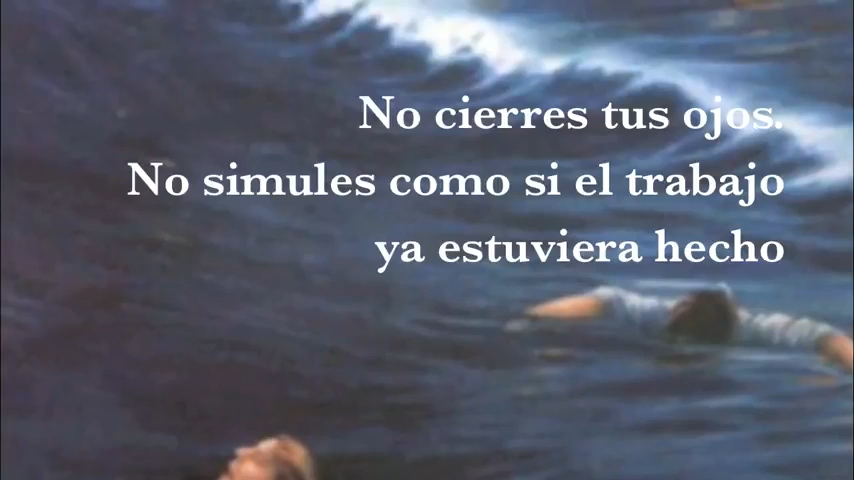 No cierres tus ojos.
No simules como si el trabajo
ya estuviera hecho